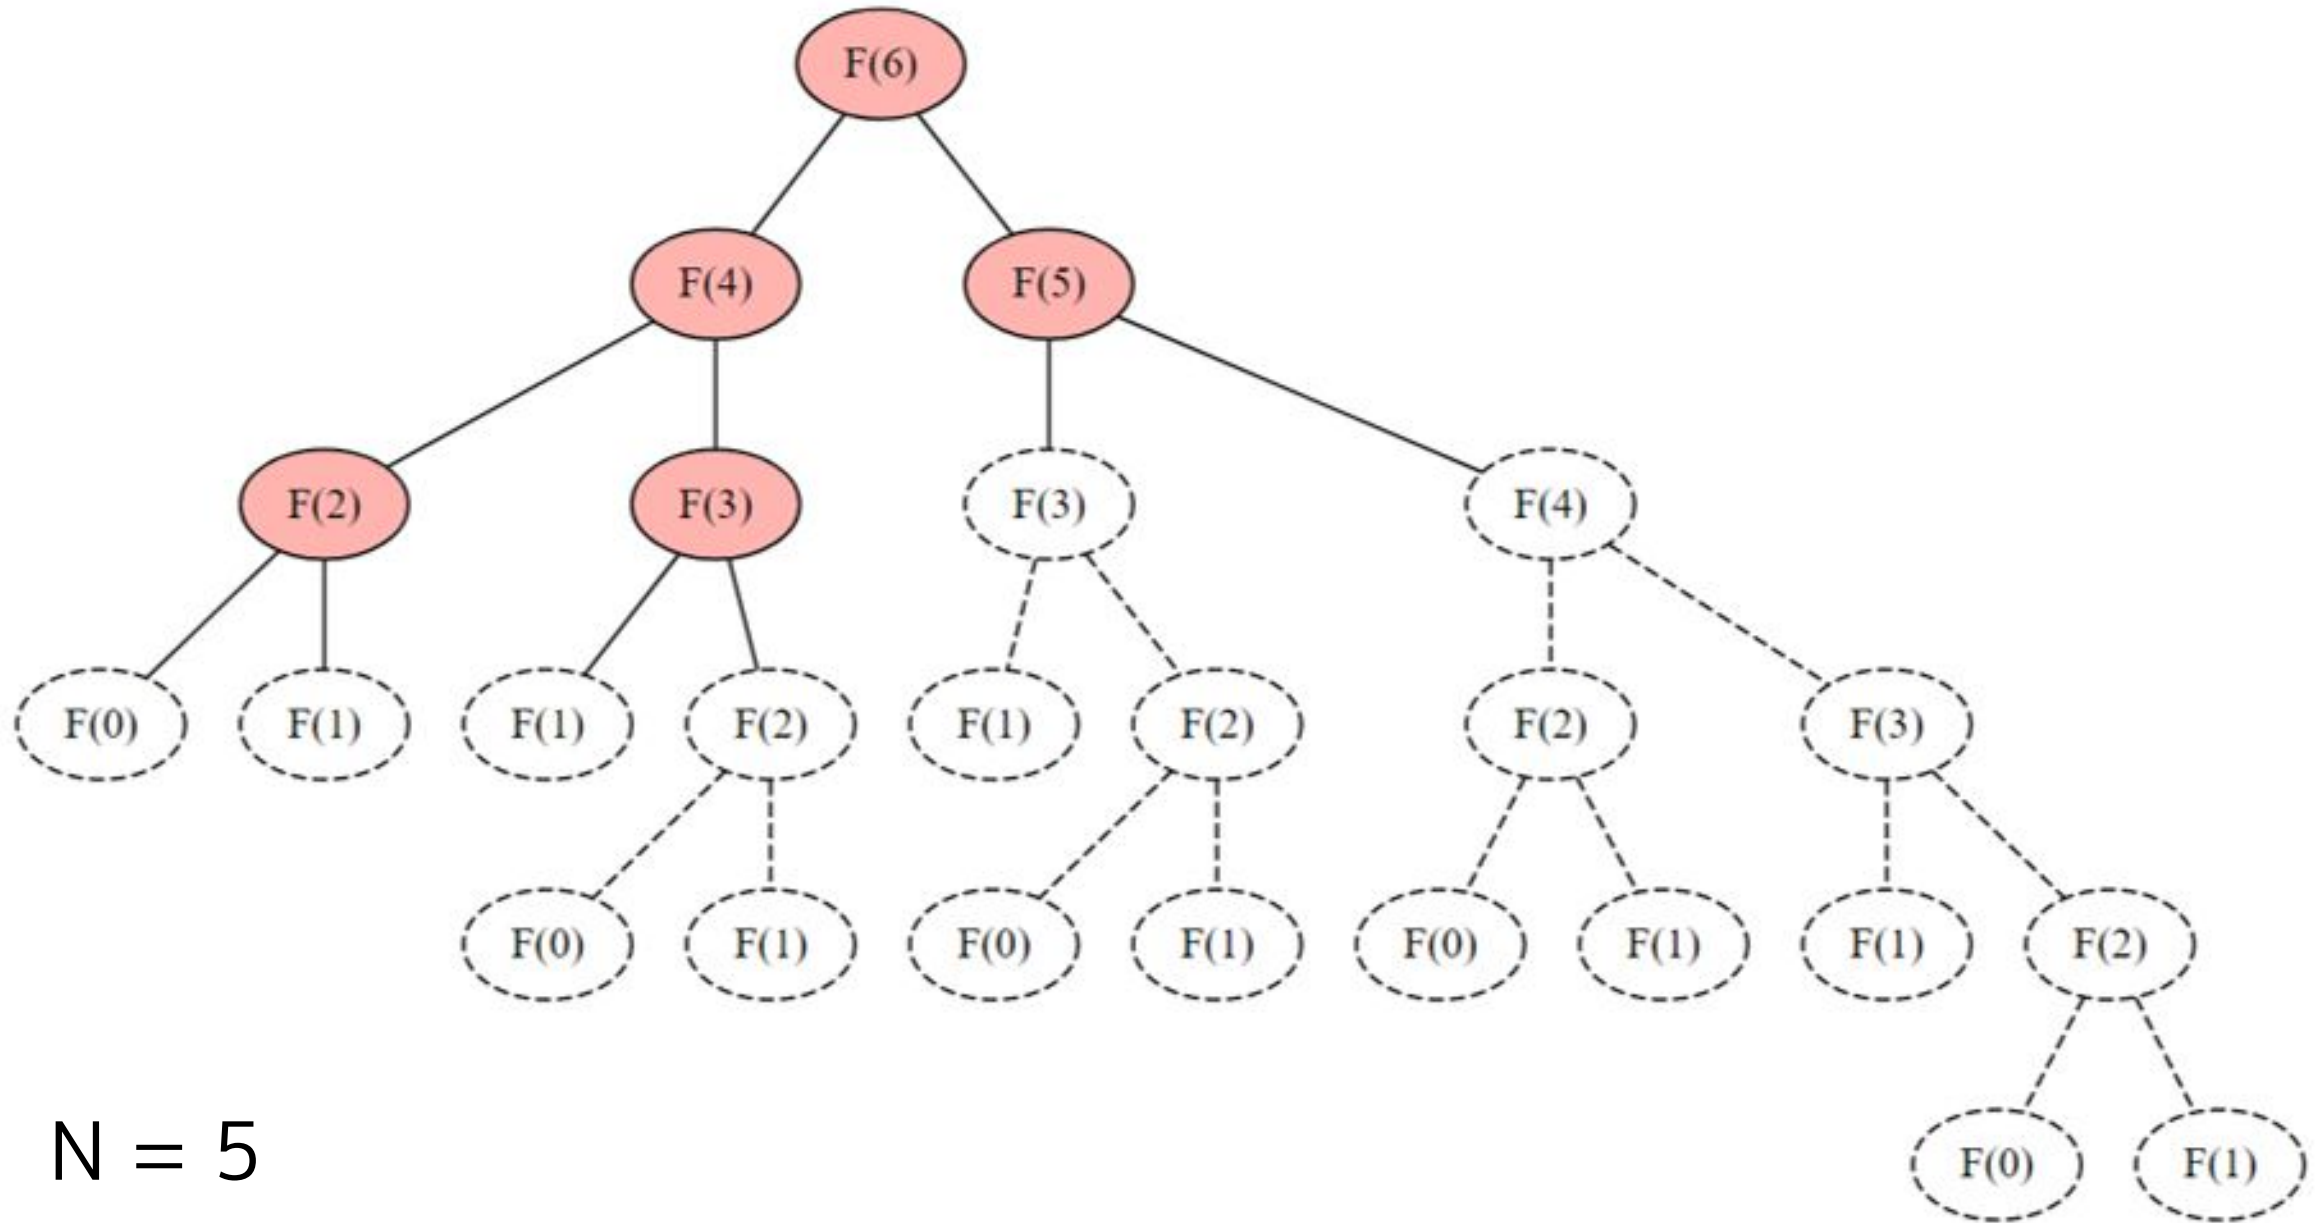 F(6)
F(4) F(5)
F(2) F(3) F(3) F(4)
F(0) F(1) F(1) F(2) F(1) F(2) F(2) F(3)
F(0) F(1) F(0) F(1) F(0) F(1) F(1) F(2)
F(0) F(1)
N = 5